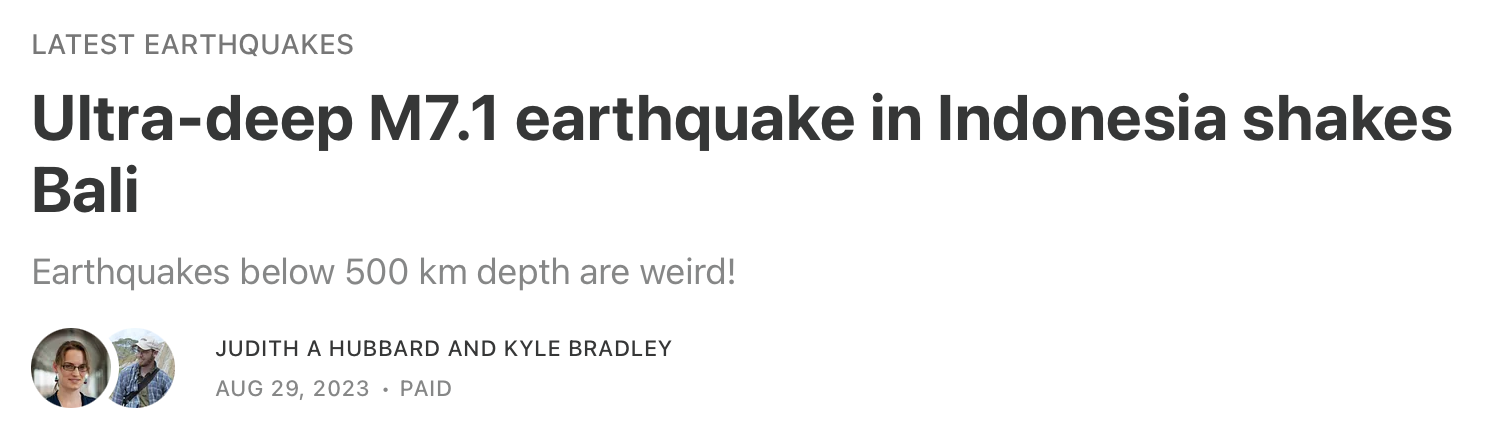 LATEST EARTHQUAKES
Ultra-deep M7.1 earthquake in Indonesia shakes
Bali
Earthquakes below 500 km depth are weird!
JUDITH A HUBBARD AND KYLE BRADLEY
AUG 29, 2023 • PAID